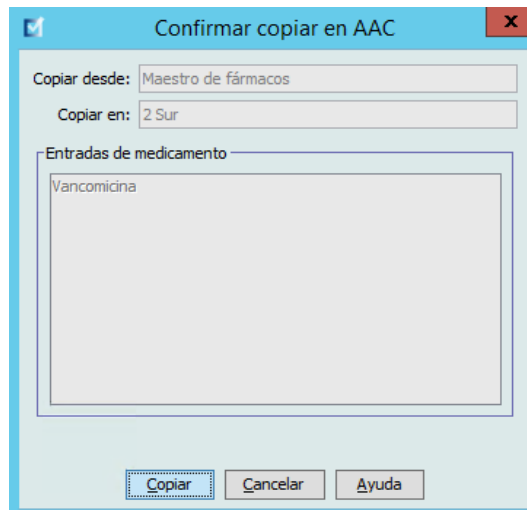 Confirmar copiar en AAC
x
Copiar desde: Maestro de fármacos
Copiar en: 2 Sur
Entradas de medicamento
Vancomicina
Copiar Cancelar Ayuda